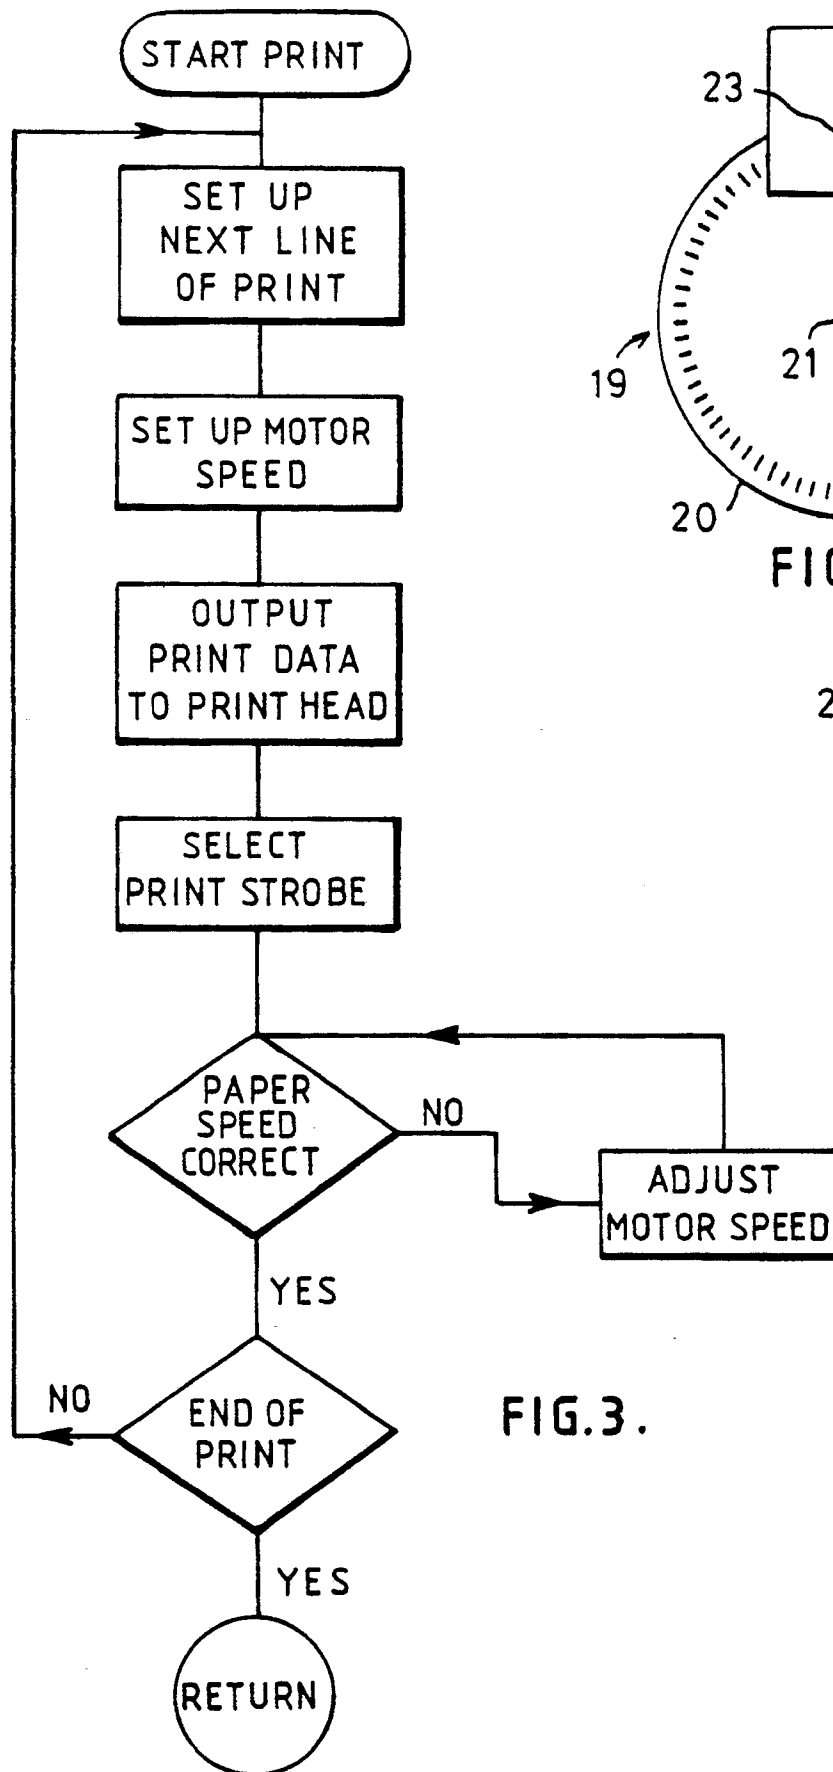 START PRINT
SET UP
NEXT LINE
OF PRINT
SET UP MOTOR
SPEED
OUTPUT
PRINT DATA
TO PRINT HEAD
SELECT
PRINT STROBE
PAPER
SPEED
CORRECT
NO
ADJUST
MOTOR SPEED
YES
END OF
PRINT
NO
YES
RETURN
FIG.3.
23
19
21
20
FIG
2